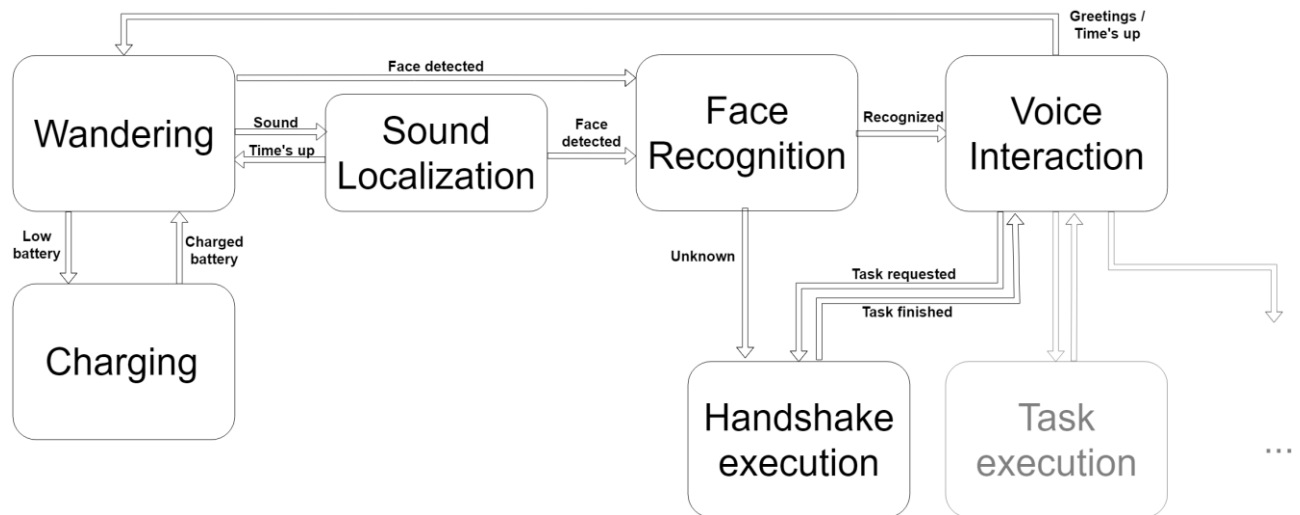 Greetings /
Time's up
Wandering
Face detected
Sound
Time's up
Sound
Localization
Face
detected
Face
Recognition
Recognized
Voice
Interaction
Low
battery
Charged
battery
Unknown
Task requested
Task finished
Charging
Handshake
execution
Task
execution
...